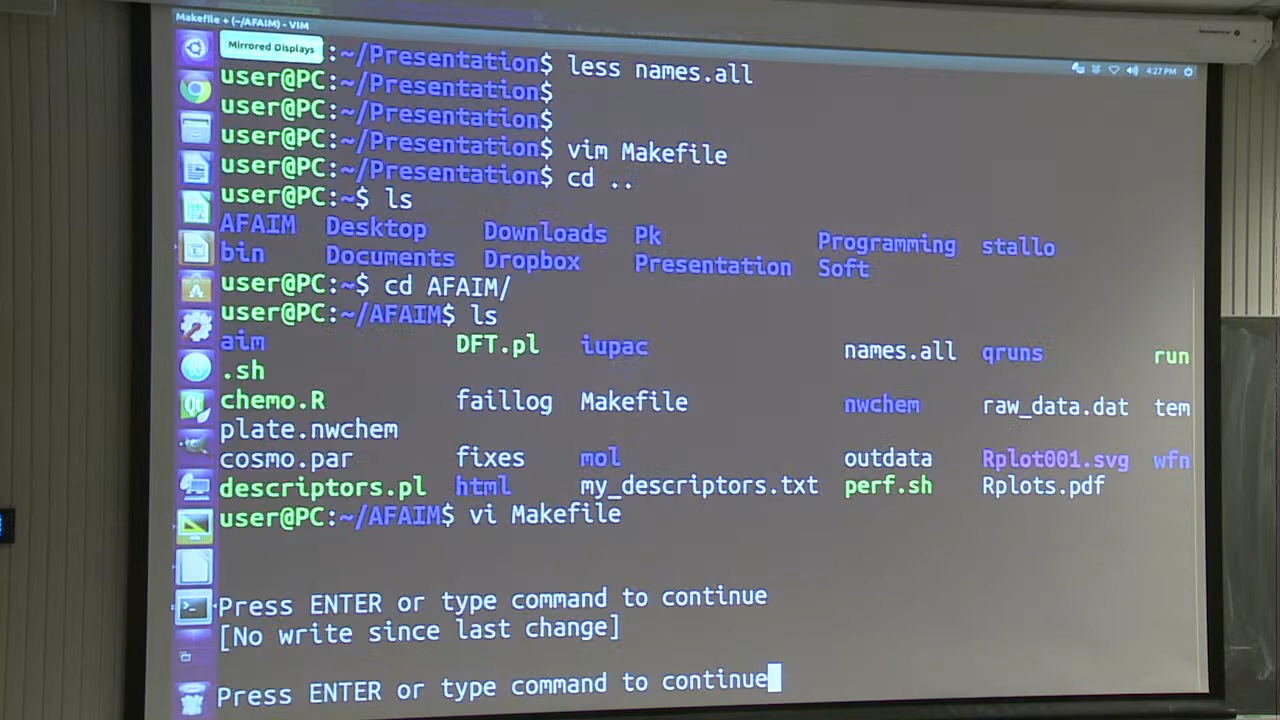 Makefile + (~/AFAIM) - VIM
Mirrored Displays
4:27 PM
:~/Presentation$ less names.all
user@PC:~/Presentation$
user@PC:~/Presentation$
user@PC:~/Presentation$ vim Makefile
user@PC:~/Presentation$ cd ..
user@PC:~$ ls
AFAIM Desktop Downloads Pk Programming stallo
bin Documents Dropbox Presentation Soft
user@PC:~$ cd AFAIM/
user@PC:~/AFAIM$ ls
aim DFT.pl iupac names.all qruns run
.sh
chemo.R faillog Makefile nwchem raw_data.dat tem
plate.nwchem
cosmo.par fixes mol outdata Rplot001.svg wfn
descriptors.pl html my_descriptors.txt perf.sh Rplots.pdf
user@PC:~/AFAIM$ vi Makefile
Press ENTER or type command to continue
[No write since last change]
Press ENTER or type command to continue